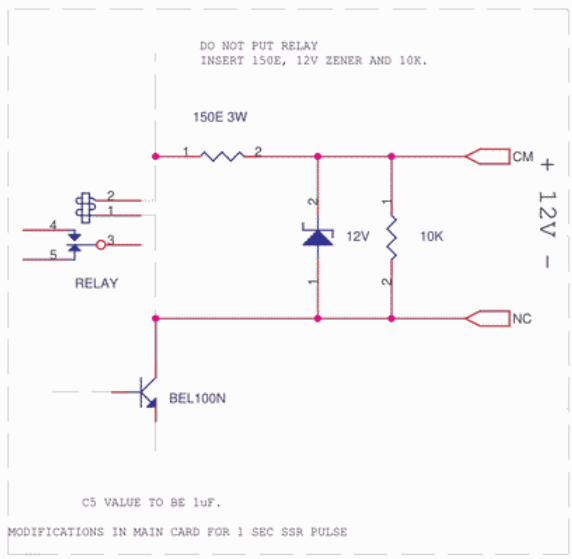 DO NOT PUT RELAY
INSERT 150E, 12V ZENER AND 10K.
150E 3W
1 2
CM
+
12V
-
2
1
4
3
5
RELAY
2
12V
1
1
10K
2
NC
BEL100N
C5 VALUE TO BE 1uF.
MODIFICATIONS IN MAIN CARD FOR 1 SEC SSR PULSE